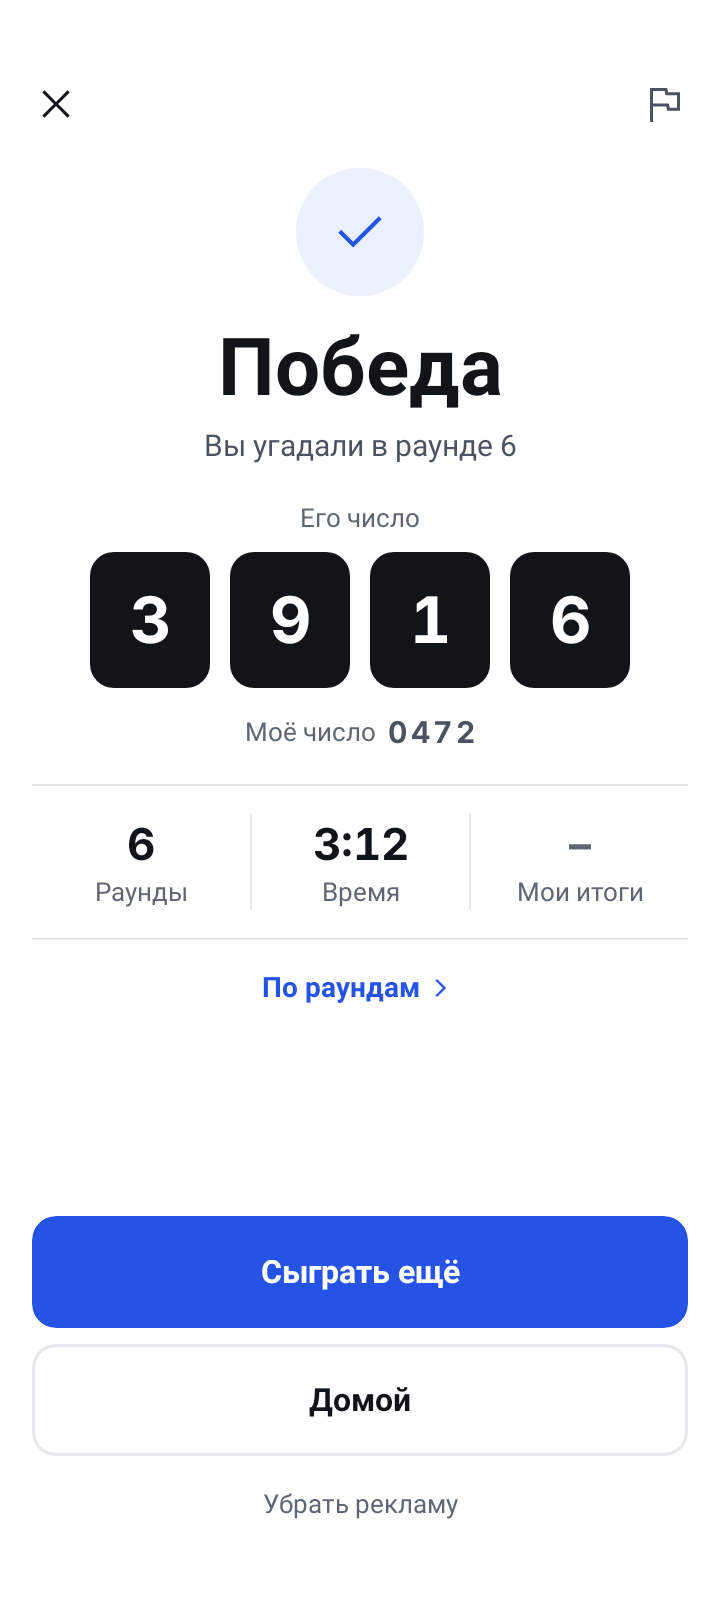 Победа
Вы угадали в раунде 6
Его число
3 9 1 6
Моё число 0472
6 3:12 –
Раунды Время Мои итоги
По раундам
Сыграть ещё
Домой
Убрать рекламу